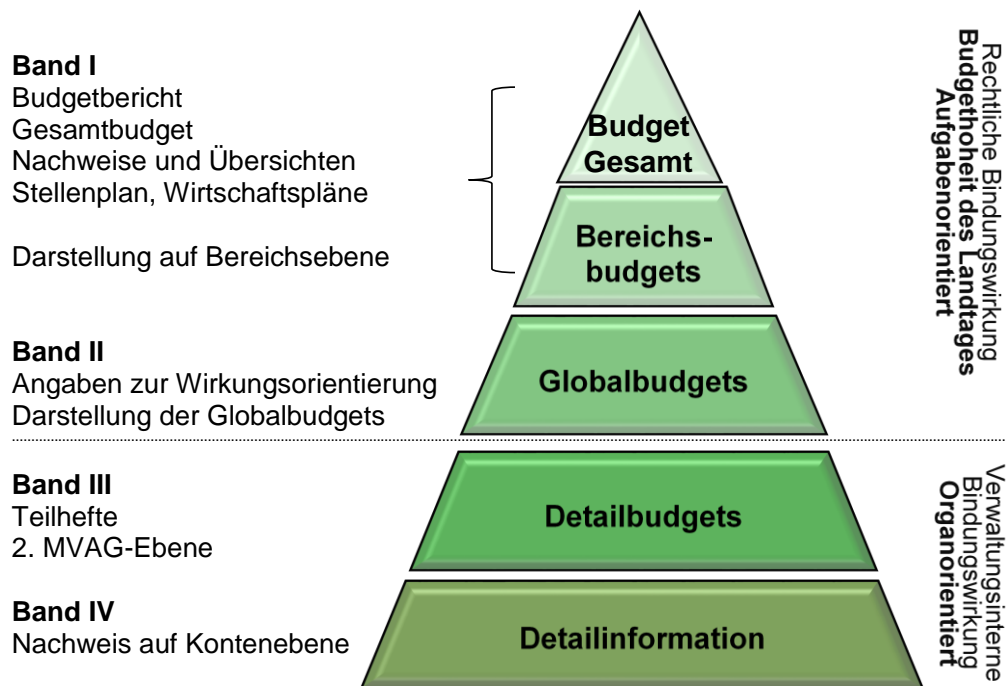 Band I
Budgetbericht
Gesamtbudget
Nachweise und Übersichten
Stellenplan, Wirtschaftspläne
Darstellung auf Bereichsebene
Band II
Angaben zur Wirkungsorientierung
Darstellung der Globalbudgets
Band III
Teilhefte
2. MVAG-Ebene
Band IV
Nachweis auf Kontenebene
Budget
Gesamt
Bereichs-
budgets
Globalbudgets
Detailbudgets
Detailinformation
Rechtliche Bindungswirkung
Budgethoheit des Landtages
Aufgabenorientiert
Verwaltungsinterne
Bindungswirkung
Organorientiert